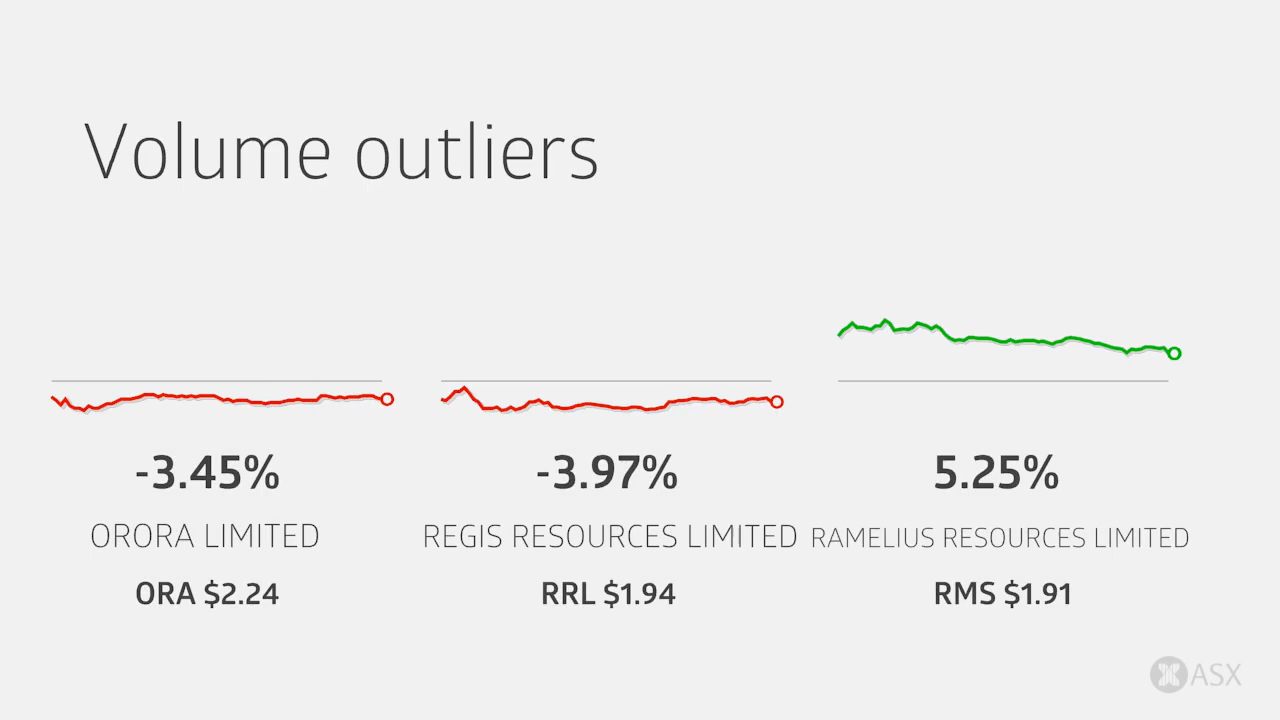 Volume outliers
-3.45%
ORORA LIMITED
ORA $2.24
-3.97%
REGIS RESOURCES LIMITED
RRL $1.94
5.25%
RAMELIUS RESOURCES LIMITED
RMS $1.91
ASX